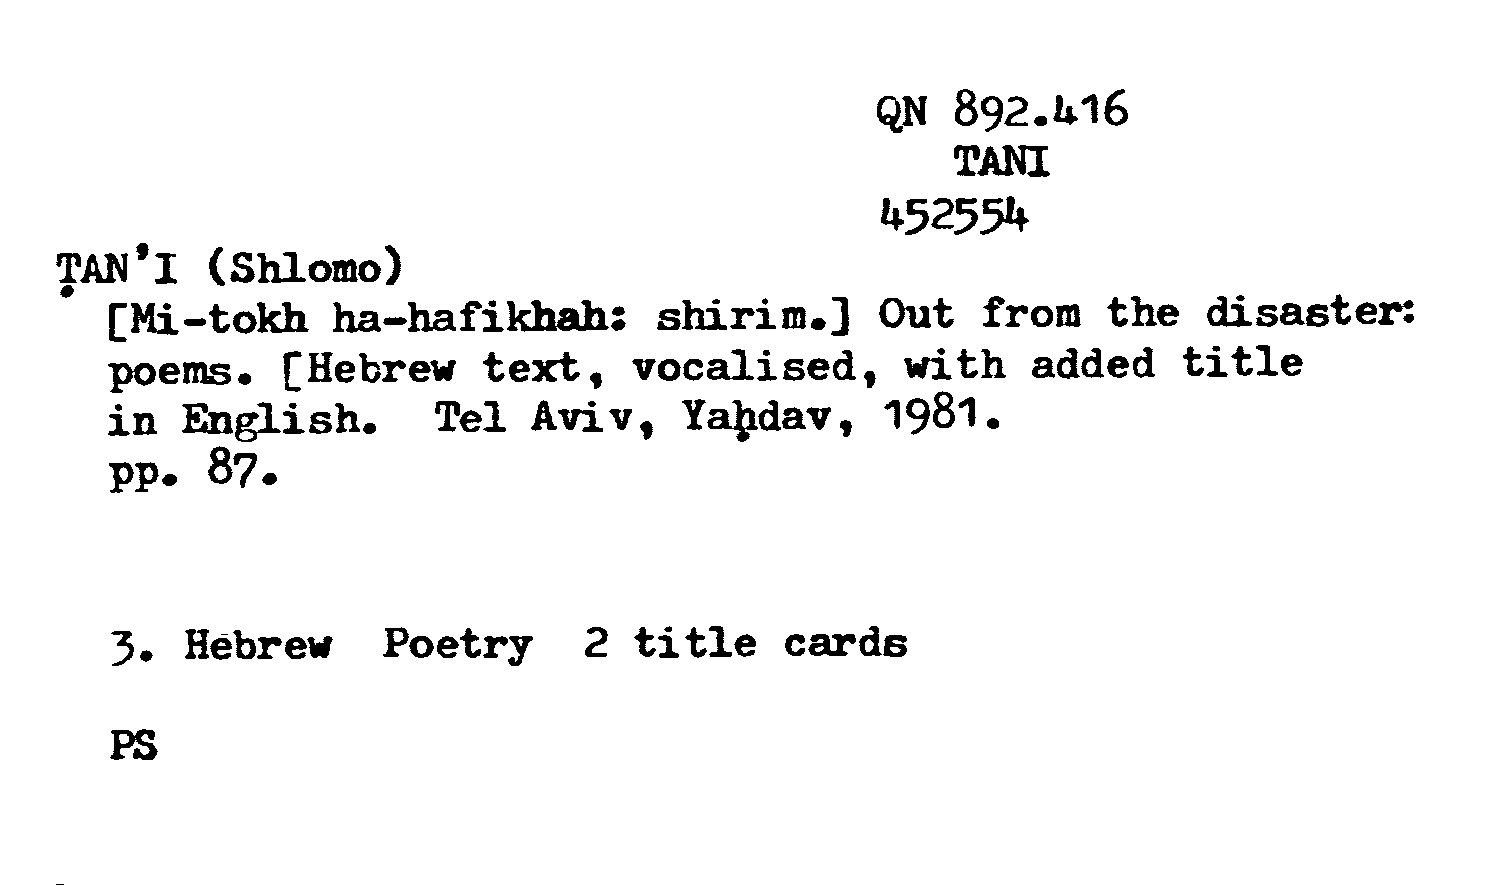 QN 892.416
TANI
452554
ṬAN'I (Shlomo)
[Mi-tokh ha-hafikhah: shirim.] Out from the disaster:
poems. [Hebrew text, vocalised, with added title
in English. Tel Aviv, Yaḥdav, 1981.
pp. 87.
3. Hebrew Poetry 2 title cards
PS